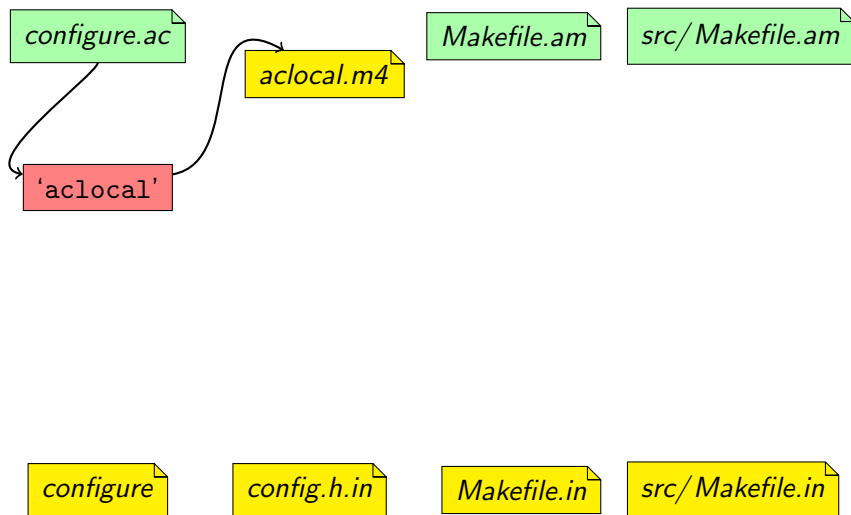 configure.ac
Makefile.am
src/Makefile.am
aclocal.m4
‘aclocal’
configure
config.h.in
Makefile.in
src/Makefile.in